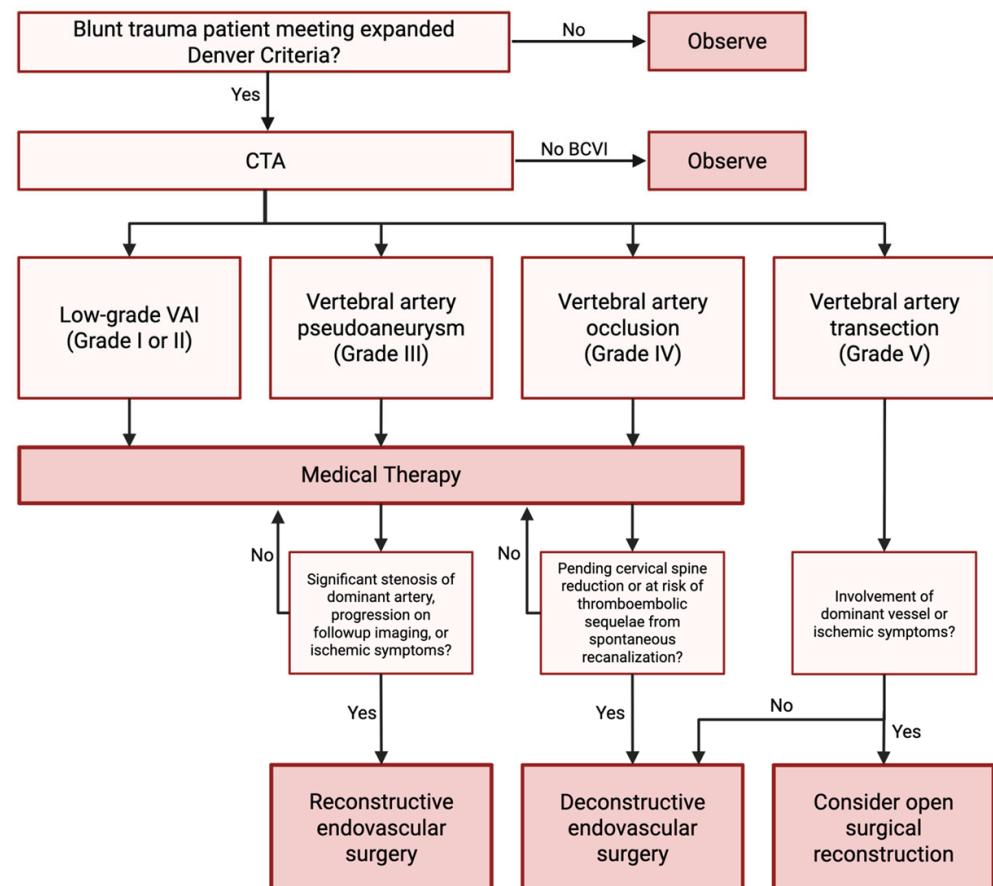 Blunt trauma patient meeting expanded
Denver Criteria?
No
Observe
Yes
CTA
No BCVI
Observe
Low-grade VAI
(Grade I or II)
Vertebral artery
pseudoaneurysm
(Grade III)
Vertebral artery
occlusion
(Grade IV)
Vertebral artery
transection
(Grade V)
Medical Therapy
No
Significant stenosis of
dominant artery,
progression on
followup imaging, or
ischemic symptoms?
No
Pending cervical spine
reduction or at risk of
thromboembolic
sequelae from
spontaneous
recanalization?
Involvement of
dominant vessel or
ischemic symptoms?
Yes
Yes
No
Yes
Reconstructive
endovascular
surgery
Deconstructive
endovascular
surgery
Consider open
surgical
reconstruction